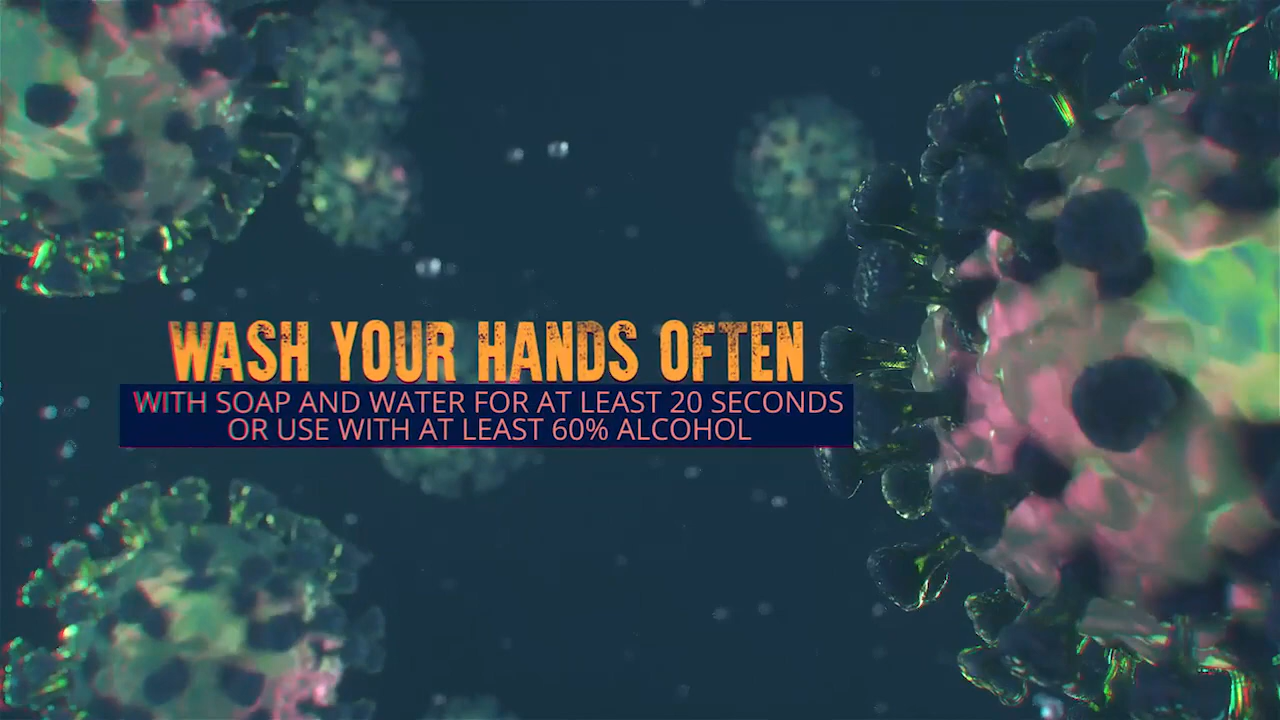 WASH YOUR HANDS OFTEN
WITH SOAP AND WATER FOR AT LEAST 20 SECONDS
OR USE WITH AT LEAST 60% ALCOHOL